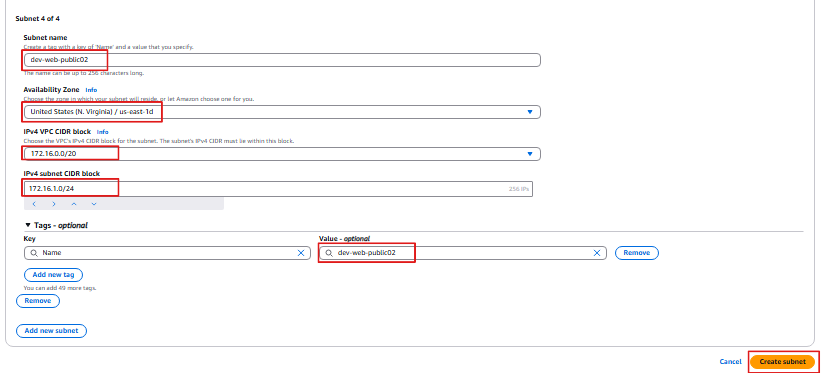 Subnet 4 of 4
Subnet name
Create a tag with a key of 'Name' and a value that you specify.
dev-web-public02
The name can be up to 256 characters long.
Availability Zone Info
Choose the zone in which your subnet will reside, or let Amazon choose one for you.
United States (N. Virginia) / us-east-1d
IPv4 VPC CIDR block Info
Choose the VPC's IPv4 CIDR block for the subnet. The subnet's IPv4 CIDR must lie within this block.
172.16.0.0/20
IPv4 subnet CIDR block
172.16.1.0/24 256 IPs
Tags - optional
Key Value - optional
Name dev-web-public02 Remove
Add new tag
You can add 49 more tags.
Remove
Add new subnet
Cancel Create subnet